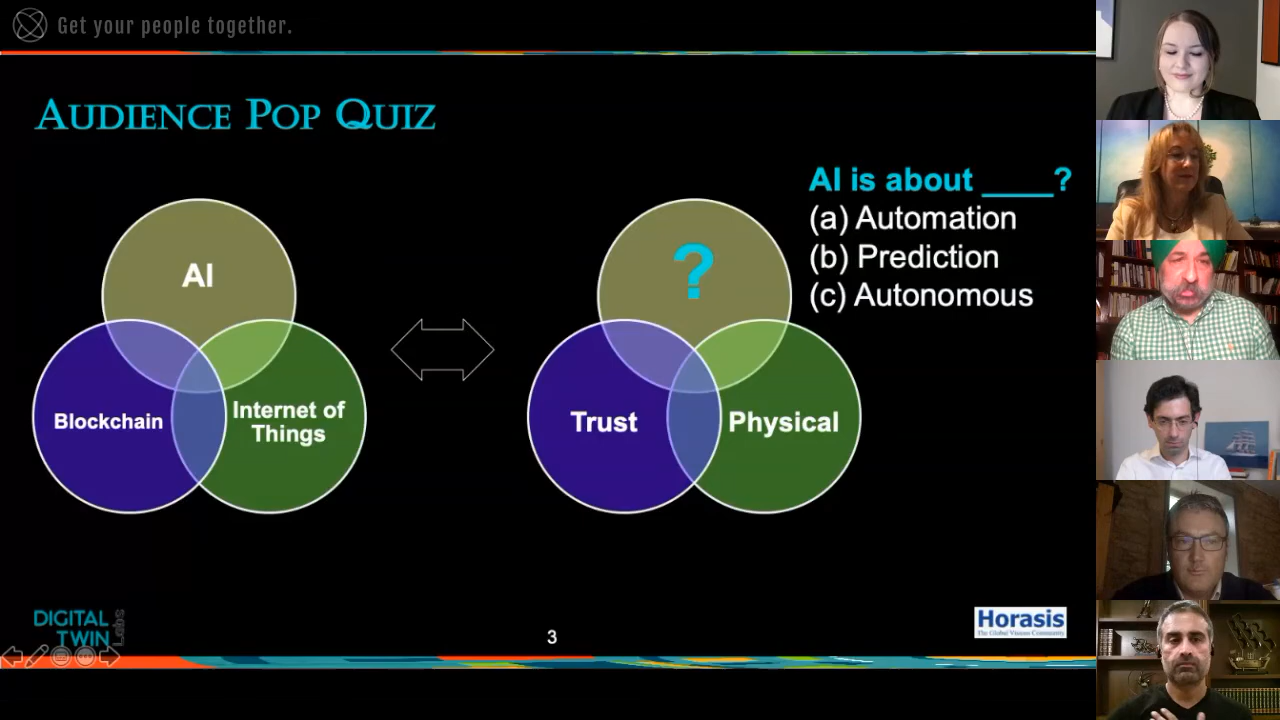 Get your people together.
AUDIENCE POP QUIZ
AI is about ____?
(a) Automation
(b) Prediction
(c) Autonomous
AI
Blockchain
Internet of
Things
?
Trust
Physical
DIGITAL
TWIN
Labs
3
Horasis
The Global Visions Community